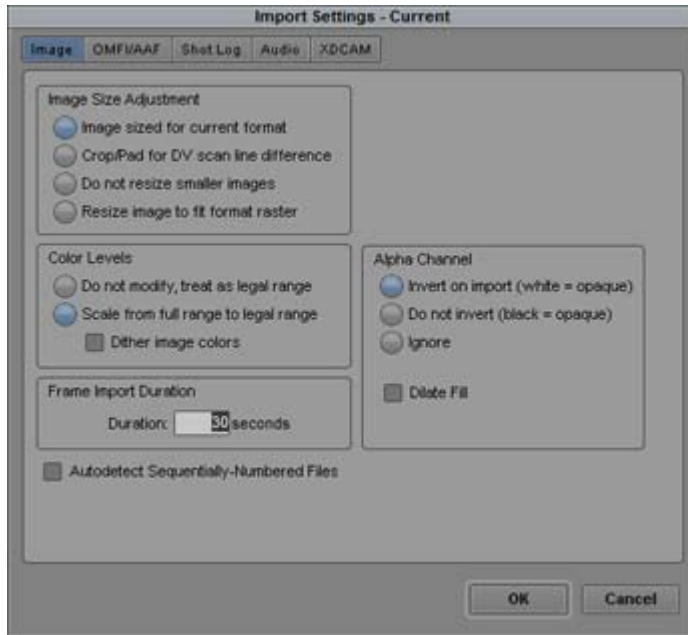 Import Settings - Current
Image OMFI/AAF Shot Log Audio XDCAM
Image Size Adjustment
Image sized for current format
Crop/Pad for DV scan line difference
Do not resize smaller images
Resize image to fit format raster
Color Levels
Do not modify, treat as legal range
Scale from full range to legal range
Dither image colors
Alpha Channel
Invert on import (white = opaque)
Do not invert (black = opaque)
Ignore
Dilate Fill
Frame Import Duration
Duration: 30 seconds
Autodetect Sequentially-Numbered Files
OK Cancel